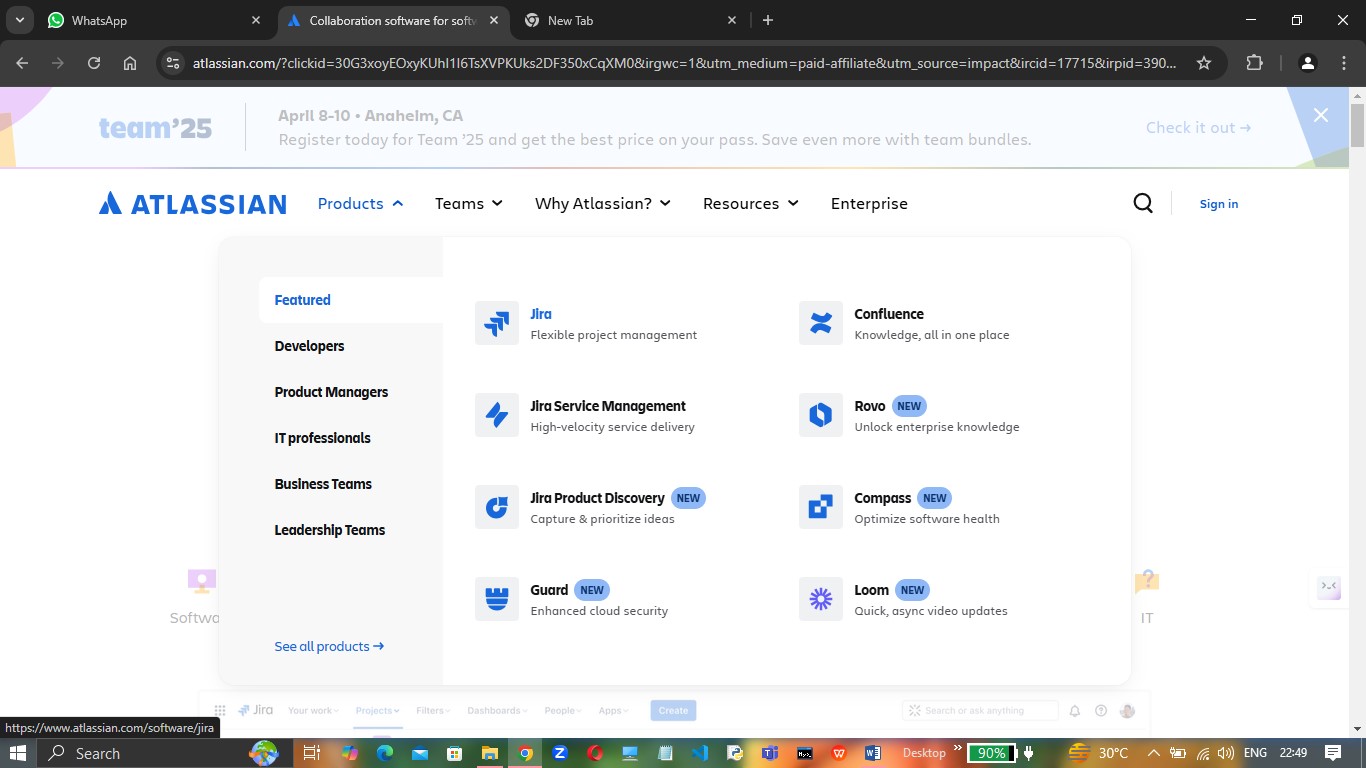 WhatsApp
Collaboration software for softw
New Tab
atlassian.com/?clickid=30G3xoyEOxyKUhI1I6TsXVPKUks2DF350xCqXM0&irgwc=1&utm_medium=paid-affiliate&utm_source=impact&ircid=17715&irpid=390...
team'25
April 8-10 • Anaheim, CA
Register today for Team '25 and get the best price on your pass. Save even more with team bundles.
Check it out →
ATLASSIAN
Products
Teams
Why Atlassian?
Resources
Enterprise
Sign in
Featured
Developers
Product Managers
IT professionals
Business Teams
Leadership Teams
See all products →
Jira
Flexible project management
Confluence
Knowledge, all in one place
Jira Service Management
High-velocity service delivery
Rovo NEW
Unlock enterprise knowledge
Jira Product Discovery NEW
Capture & prioritize ideas
Compass NEW
Optimize software health
Guard NEW
Enhanced cloud security
Loom NEW
Quick, async video updates
Softwa
IT
Jira
Your work
Projects
Filters
Dashboards
People
Apps
Create
Search or ask anything
https://www.atlassian.com/software/jira
Search
Desktop
90%
30°C
ENG
22:49